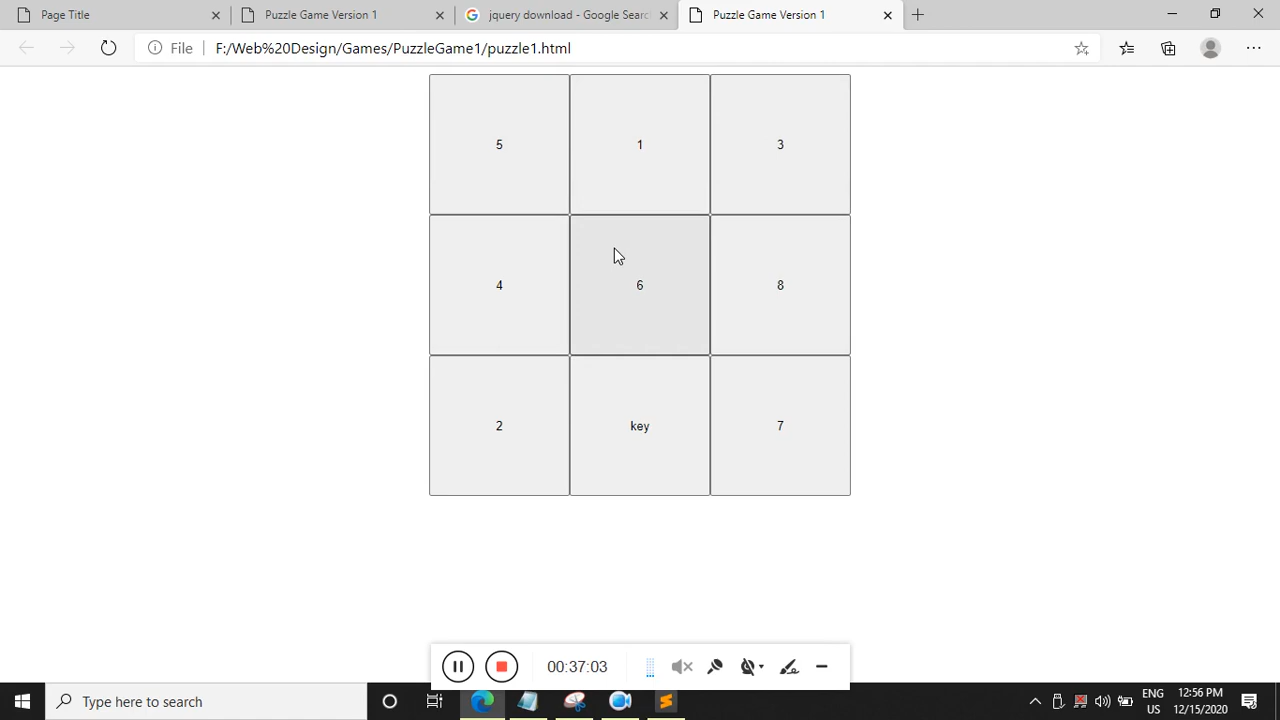 Page Title
Puzzle Game Version 1
jquery download - Google Searc
Puzzle Game Version 1
File
F:/Web%20Design/Games/PuzzleGame1/puzzle1.html
5 1 3
4 6 8
2 key 7
00:37:03
Type here to search
ENG
US
12:56 PM
12/15/2020
3